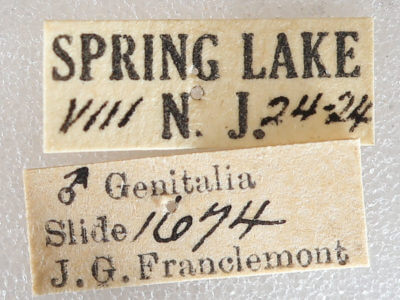 SPRING LAKE
VIII N. J. 24-24
♂ Genitalia
Slide 1674
J. G. Franclemont